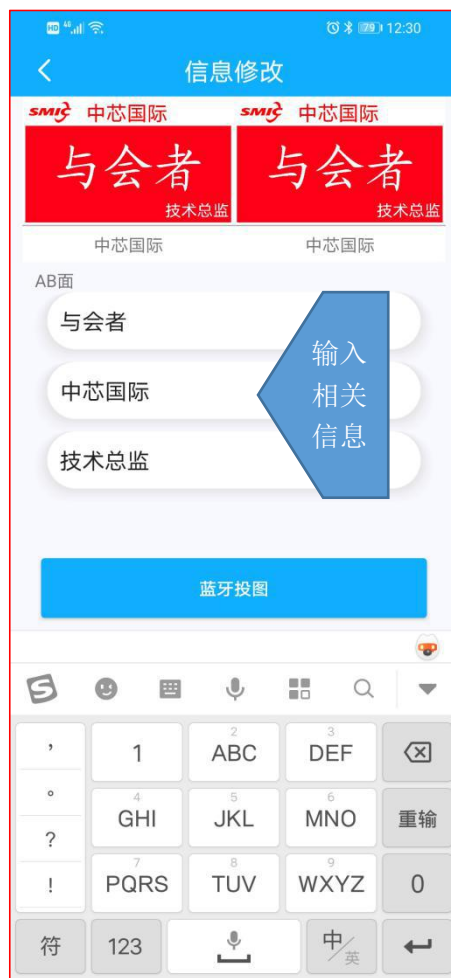 HD 4G 79 12:30
信息修改
SMIC 中芯国际 SMIC 中芯国际
与会者 与会者
技术总监 技术总监
中芯国际 中芯国际
AB面
与会者
中芯国际
技术总监
输入
相关
信息
蓝牙投图
S
, 1 2 ABC 3 DEF
。 4 GHI 5 JKL 6 MNO 重输
?
! 7 PQRS 8 TUV 9 WXYZ 0
符 123 中/英